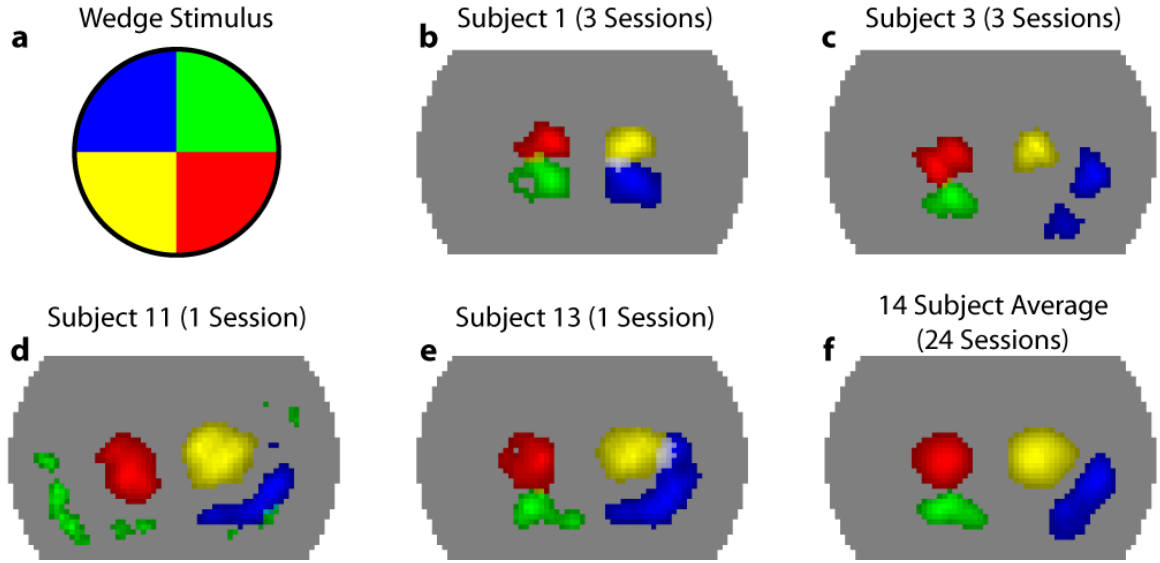 a
Wedge Stimulus
b
Subject 1 (3 Sessions)
c
Subject 3 (3 Sessions)
d
Subject 11 (1 Session)
e
Subject 13 (1 Session)
f
14 Subject Average
(24 Sessions)